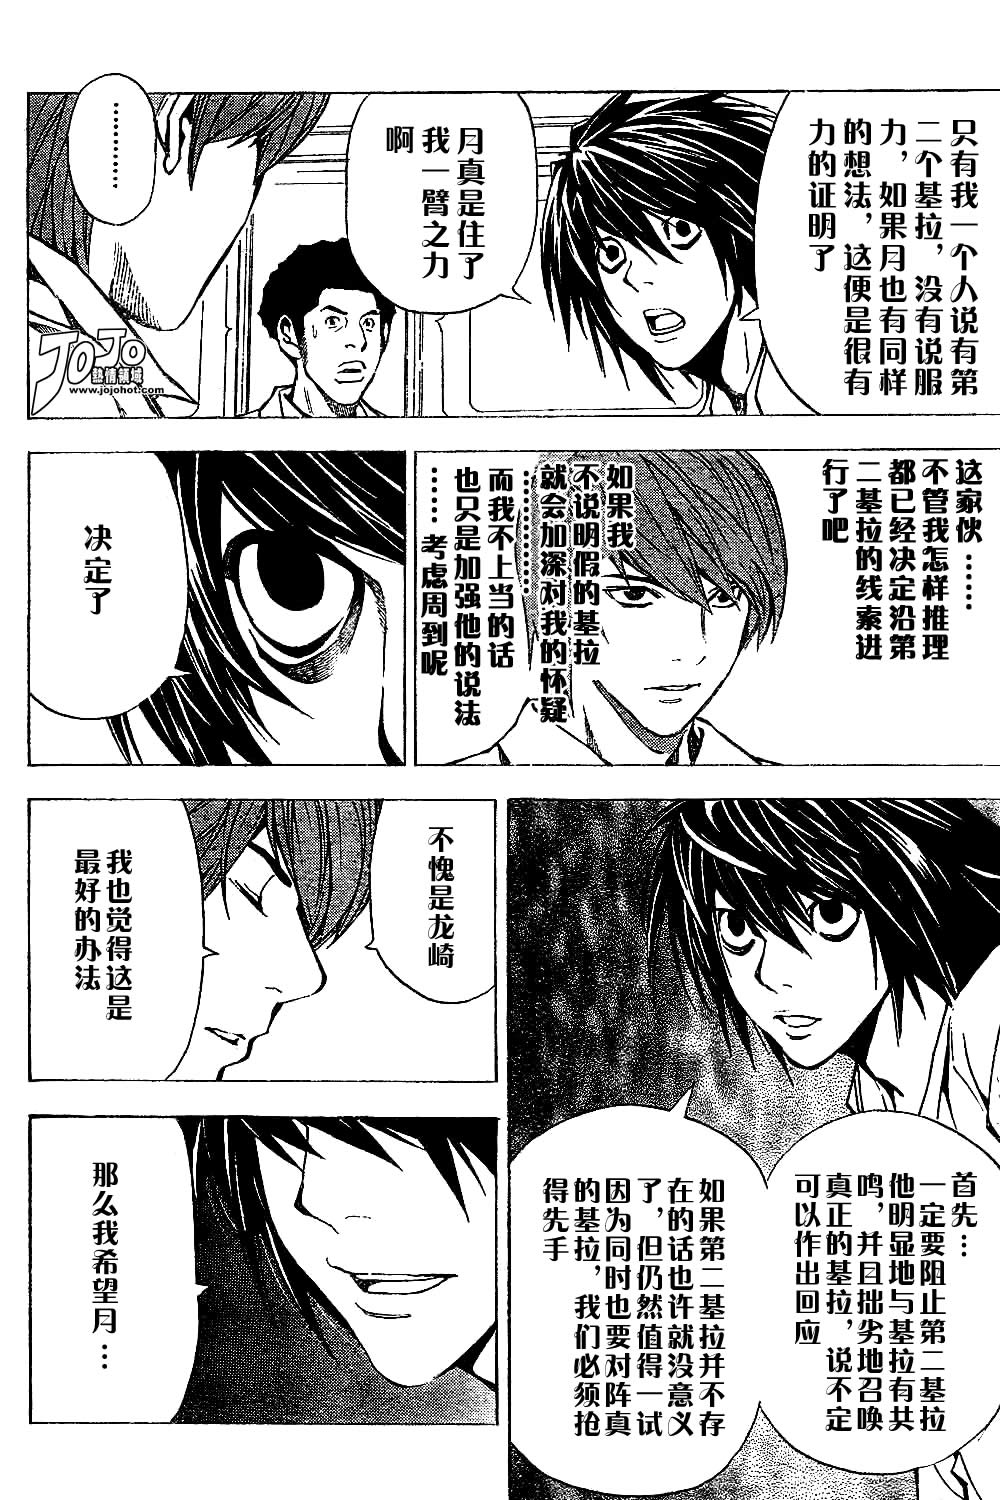 只有我一个人说有第
二个基拉，没有说服
力，如果月也有同样
的想法，这便是很有
力的证明了
月真是住了
我一臂之力
啊
…………
JOJO
熱情領域
www.jojohot.com
这家伙……
不管我怎样推理
都已经决定沿第
二基拉的线索进
行了吧
如果我
不说明假的基拉
就会加深对我的怀疑
…………
而我不上当的话
也只是加强他的说法
……考虑周到呢
决定了
不愧是龙崎
我也觉得这是
最好的办法
首先…
一定要阻止第二基拉
他明显地与基拉有共
鸣，并且拙劣地召唤
真正的基拉，说不定
可以作出回应
如果第二基拉并不存
在的话也许就没意义
了，但仍然值得一试
因为同时也要对阵真
的基拉，我们必须抢
得先手
那么我希望月…